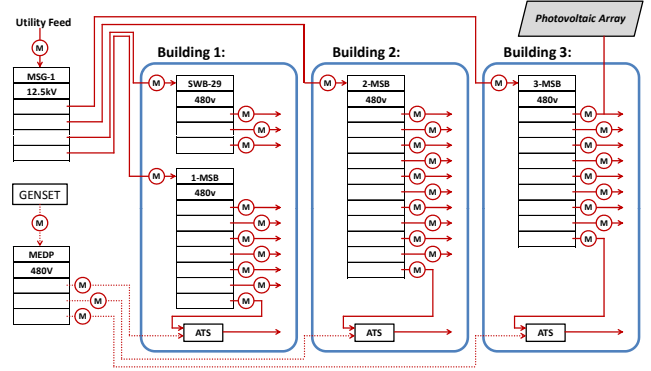 Photovoltaic Array
Utility Feed
M
Building 1:
Building 2:
Building 3:
MSG-1
12.5kV
M
SWB-29
480v
M
M
M
M
2-MSB
480v
M
M
M
M
M
M
M
M
M
M
M
3-MSB
480v
M
M
M
M
M
M
M
M
M
M
1-MSB
480v
M
M
M
M
M
M
M
GENSET
M
MEDP
480V
M
M
M
ATS
ATS
ATS